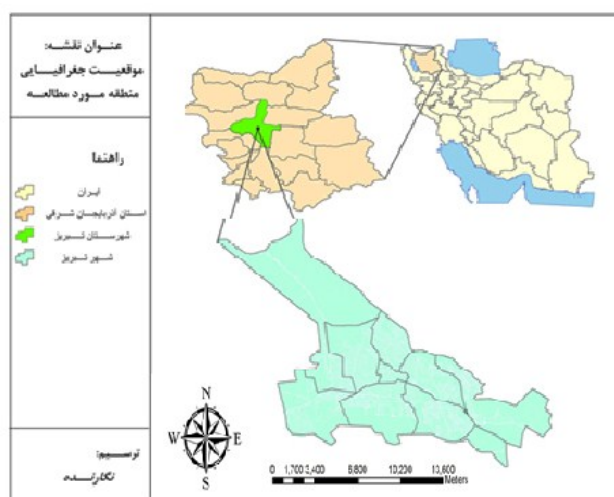 عنوان نقشه:
موقعیت جغرافیایی
منطقه مورد مطالعه
راهنما
ایران
استان آذربایجان شرقی
شهرستان تبریز
شهر تبریز
ترسیم:
نگارنده
N
W E
S
0 1,700 3,400 6,800 10,200 13,600
Meters